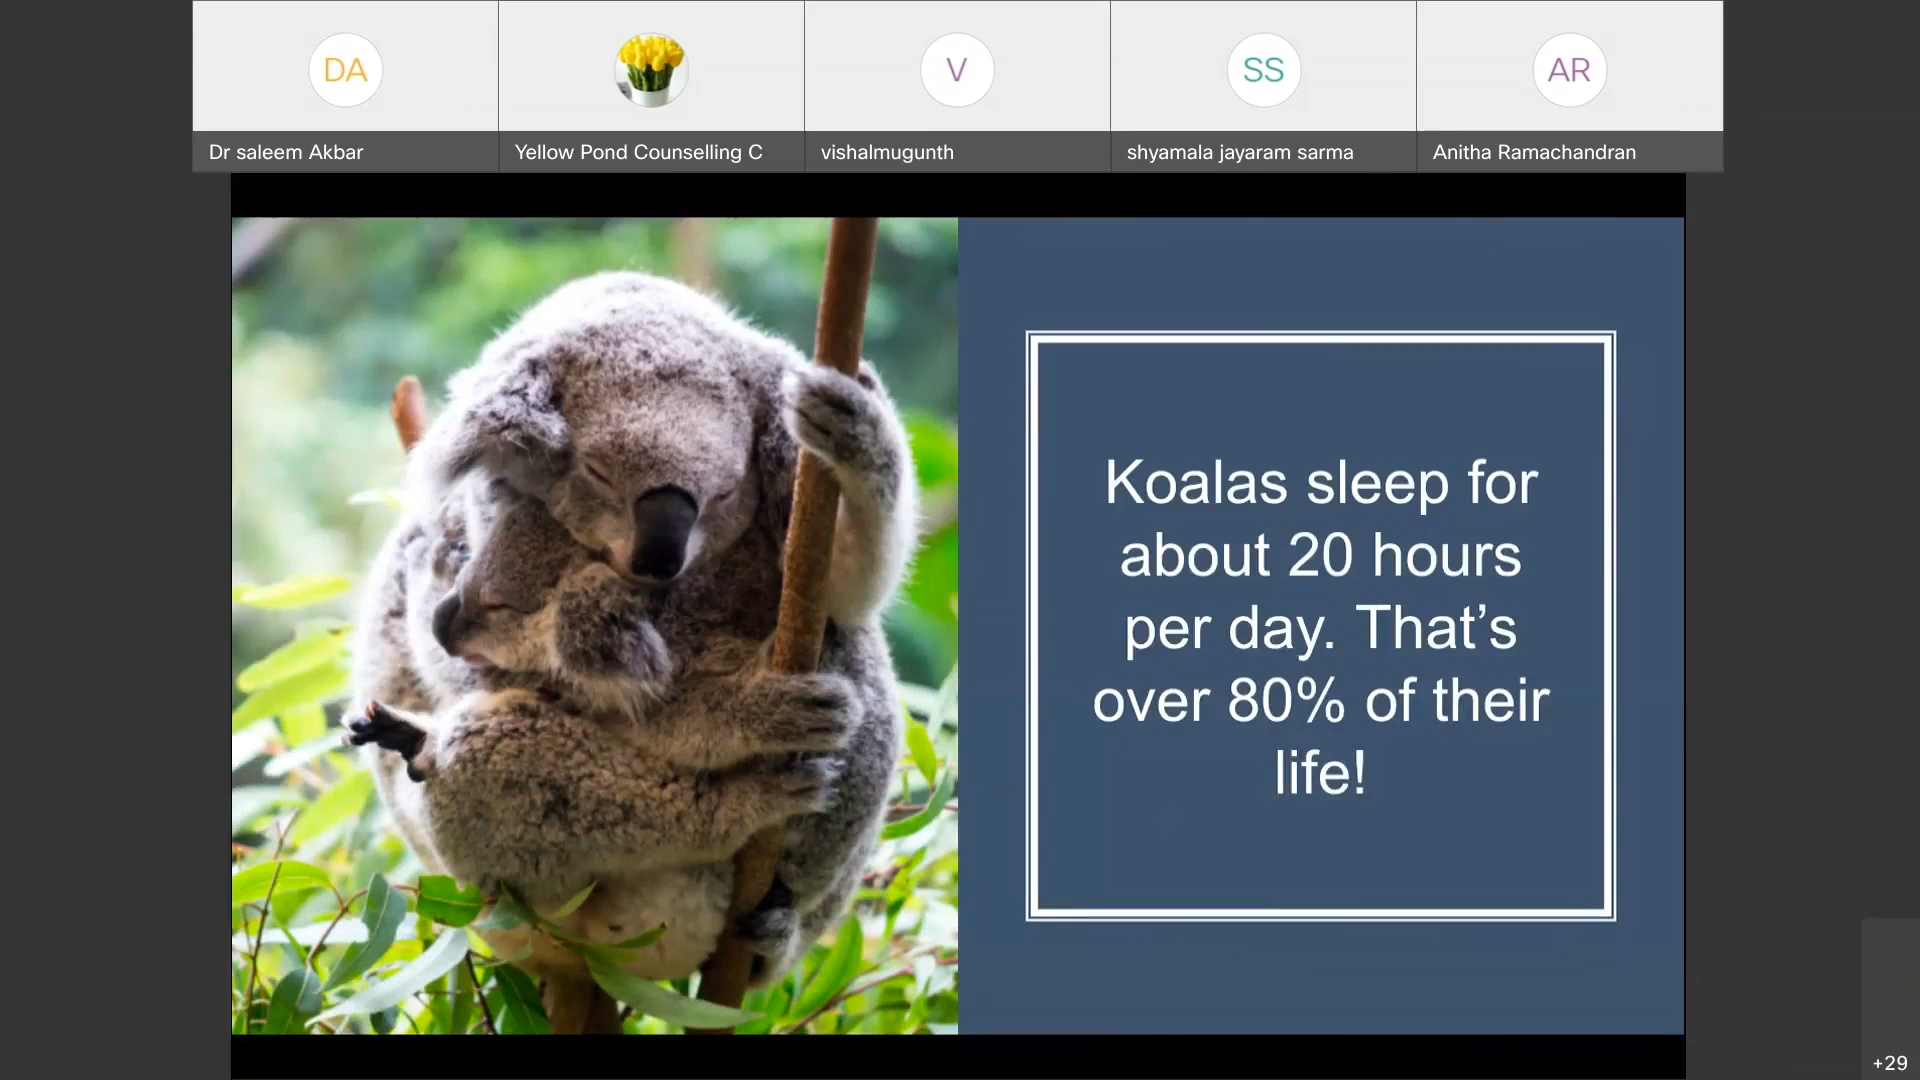 DA
V
SS
AR
Dr saleem Akbar
Yellow Pond Counselling C
vishalmugunth
shyamala jayaram sarma
Anitha Ramachandran
Koalas sleep for
about 20 hours
per day. That’s
over 80% of their
life!
+29